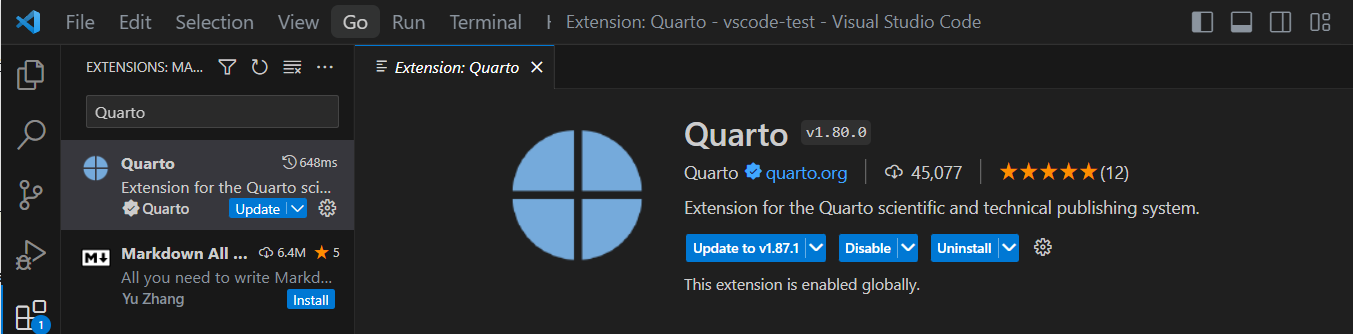 File Edit Selection View Go Run Terminal Extension: Quarto - vscode-test - Visual Studio Code
EXTENSIONS: MA... ...
Extension: Quarto
Quarto
Quarto 648ms
Extension for the Quarto sci...
Quarto Update
Markdown All ... 6.4M 5
All you need to write Markd...
Yu Zhang Install
1
Quarto v1.80.0
Quarto quarto.org 45,077 (12)
Extension for the Quarto scientific and technical publishing system.
Update to v1.87.1 Disable Uninstall
This extension is enabled globally.